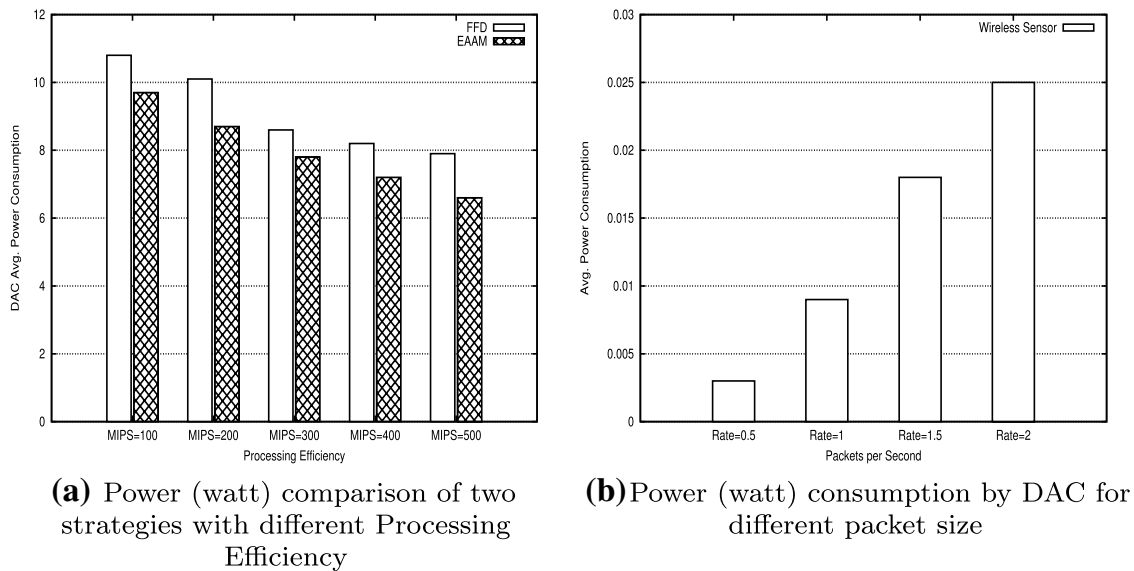 12
10
8
6
4
2
0
DAC Avg. Power Consumption
FFD
EAAM
MIPS=100 MIPS=200 MIPS=300 MIPS=400 MIPS=500
Processing Efficiency
(a) Power (watt) comparison of two
strategies with different Processing
Efficiency
0.03
0.025
0.02
0.015
0.01
0.005
0
Avg. Power Consumption
Wireless Sensor
Rate=0.5 Rate=1 Rate=1.5 Rate=2
Packets per Second
(b) Power (watt) consumption by DAC for
different packet size